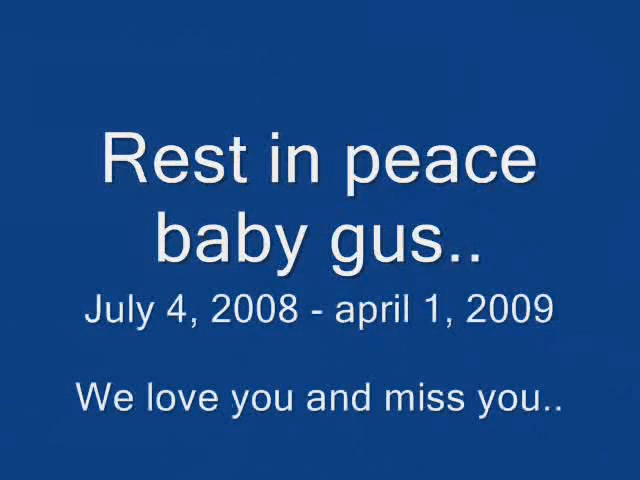 Rest in peace
baby gus..
July 4, 2008 - april 1, 2009
We love you and miss you..